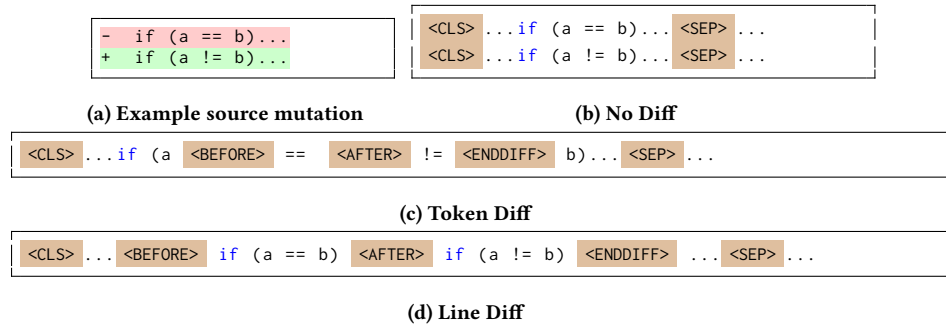 - if (a == b)...
+ if (a != b)...
(a) Example source mutation
<CLS> ...if (a == b)... <SEP> ...
<CLS> ...if (a != b)... <SEP> ...
(b) No Diff
<CLS> ...if (a <BEFORE> == <AFTER> != <ENDDIFF> b)... <SEP> ...
(c) Token Diff
<CLS> ... <BEFORE> if (a == b) <AFTER> if (a != b) <ENDDIFF> ... <SEP> ...
(d) Line Diff